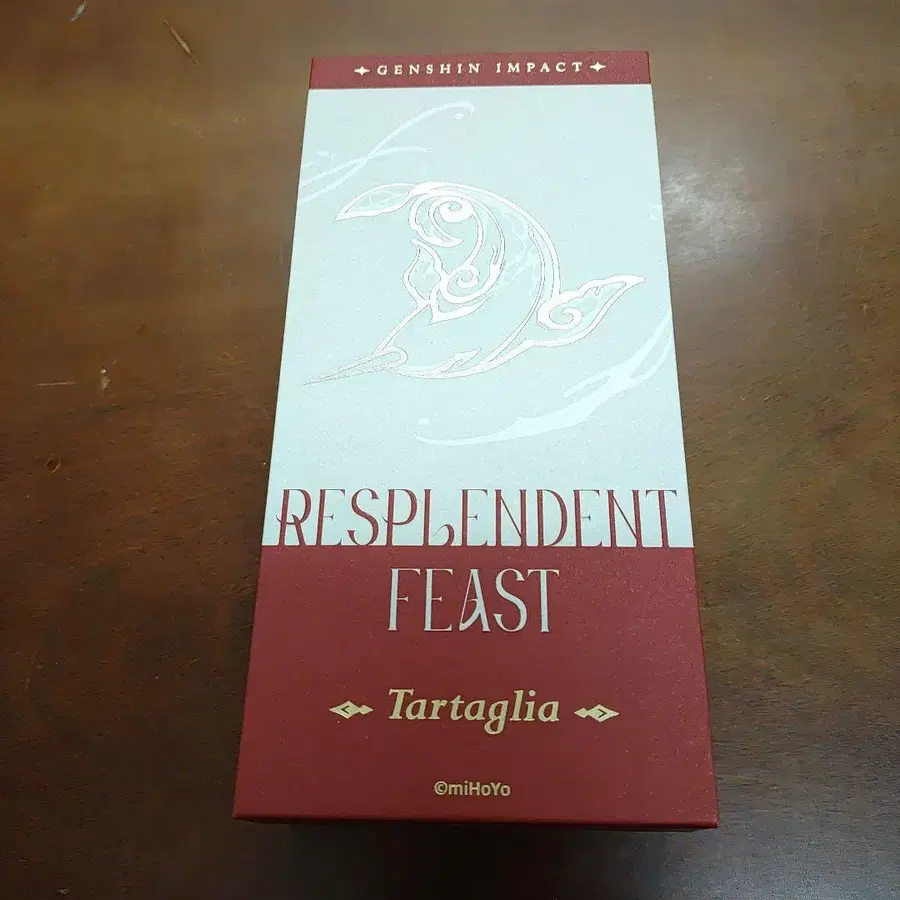 GENSHIN IMPACT
RESPLENDENT
FEAST
Tartaglia
©miHoYo